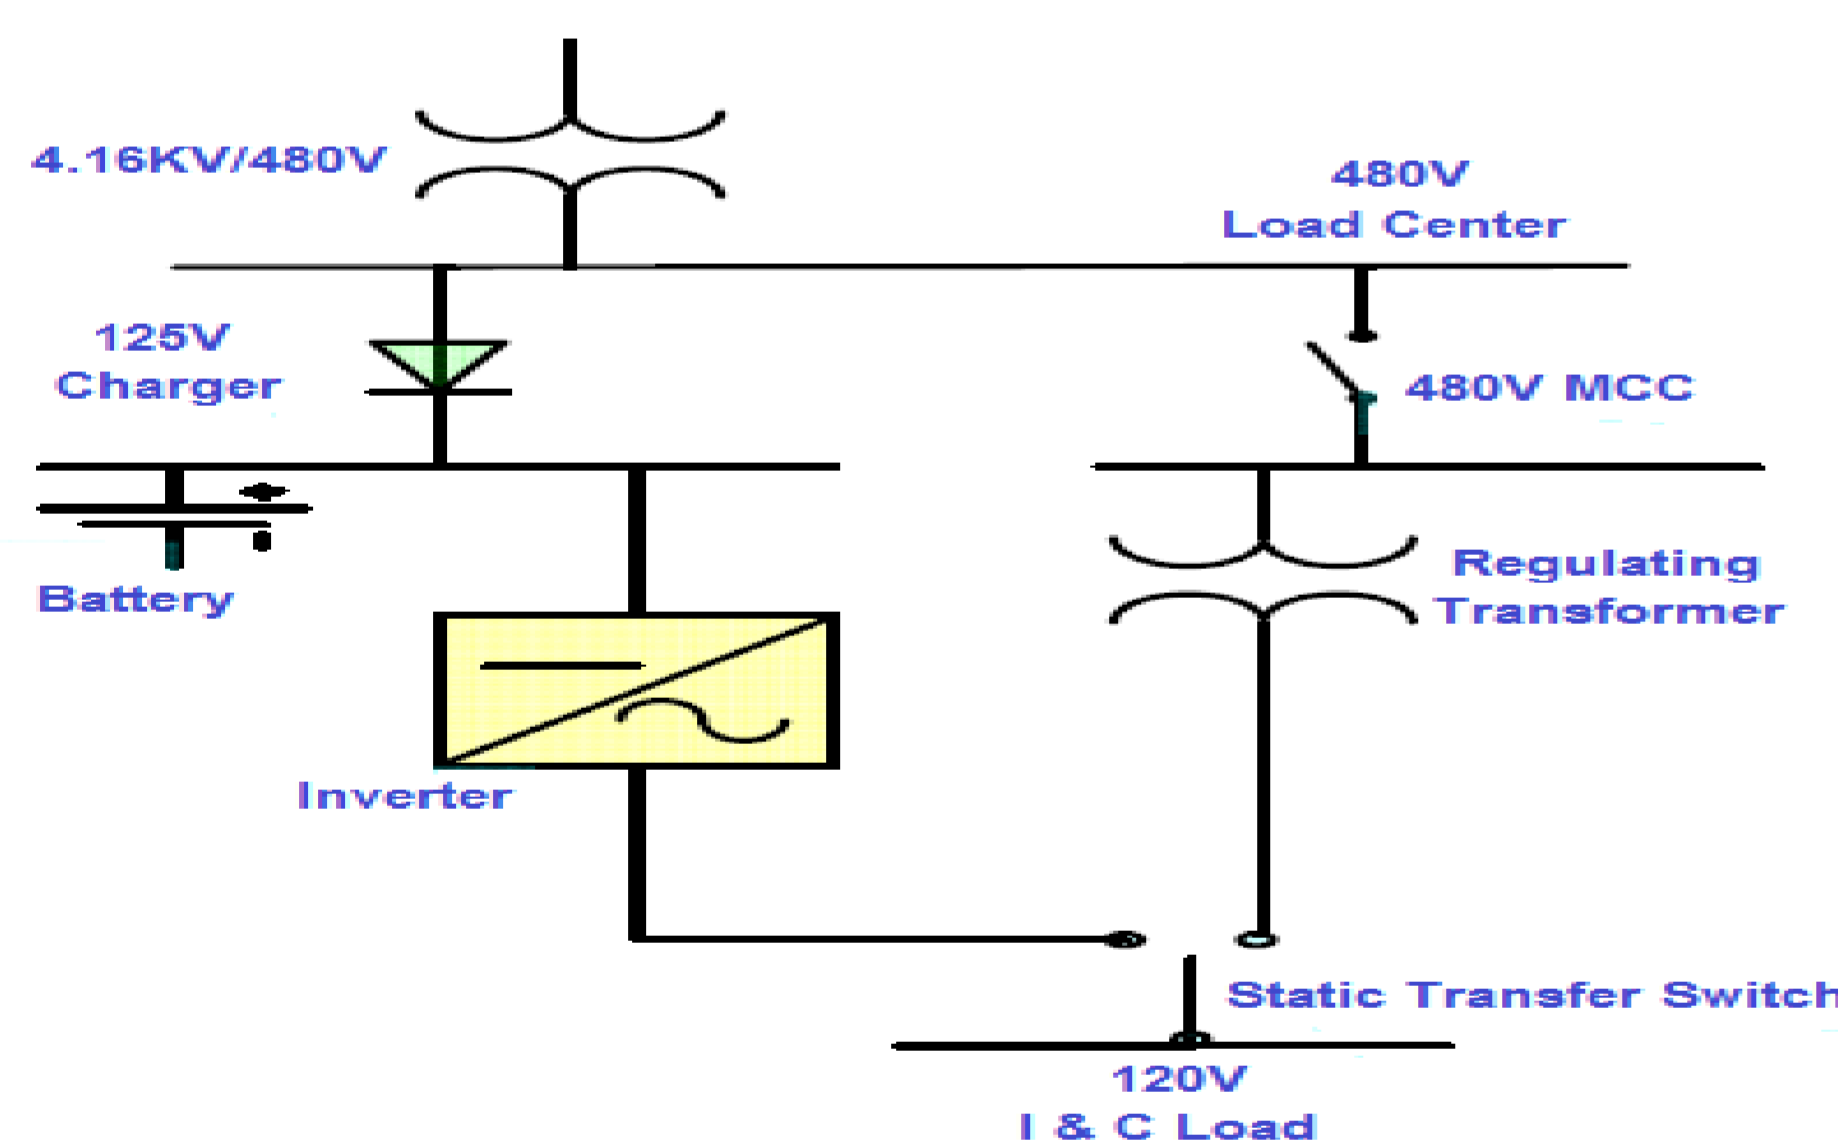 4.16KV/480V
480V
Load Center
125V
Charger
480V MCC
Battery
Regulating
Transformer
Inverter
Static Transfer Switch
120V
I & C Load